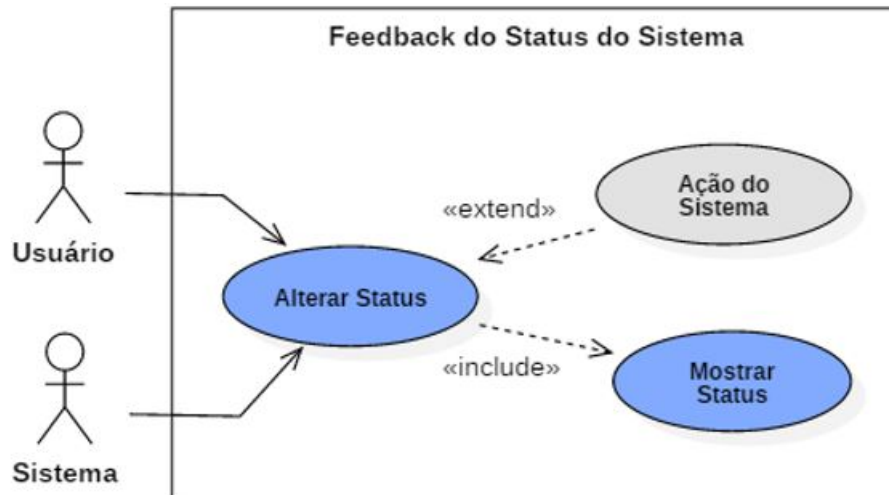 Feedback do Status do Sistema
Usuário
Sistema
Alterar Status
«extend»
Ação do
Sistema
«include»
Mostrar
Status